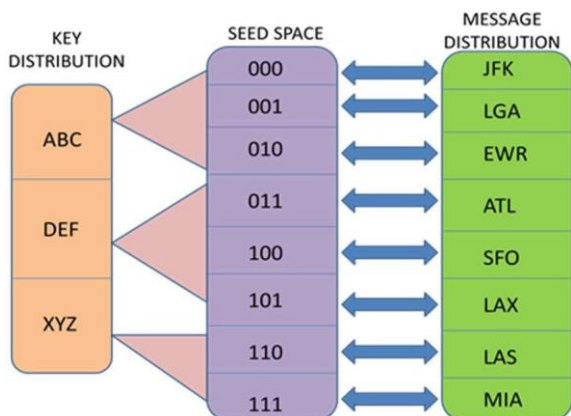 KEY
DISTRIBUTION
ABC
DEF
XYZ
SEED SPACE
000
001
010
011
100
101
110
111
MESSAGE
DISTRIBUTION
JFK
LGA
EWR
ATL
SFO
LAX
LAS
MIA